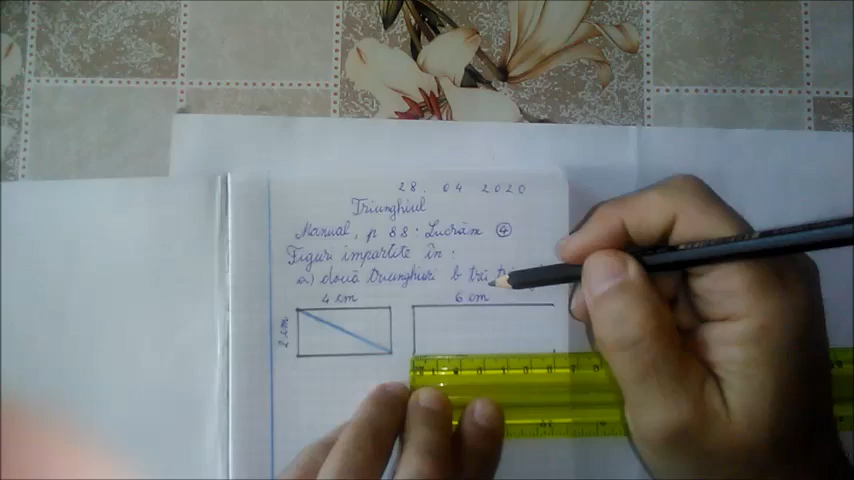 28. 04 2020
Triunghiul
Manual, p 88: Lucrăm ④
Figuri împărțite în:
a) două triunghiuri b trei
4 cm 6 cm
2 cm